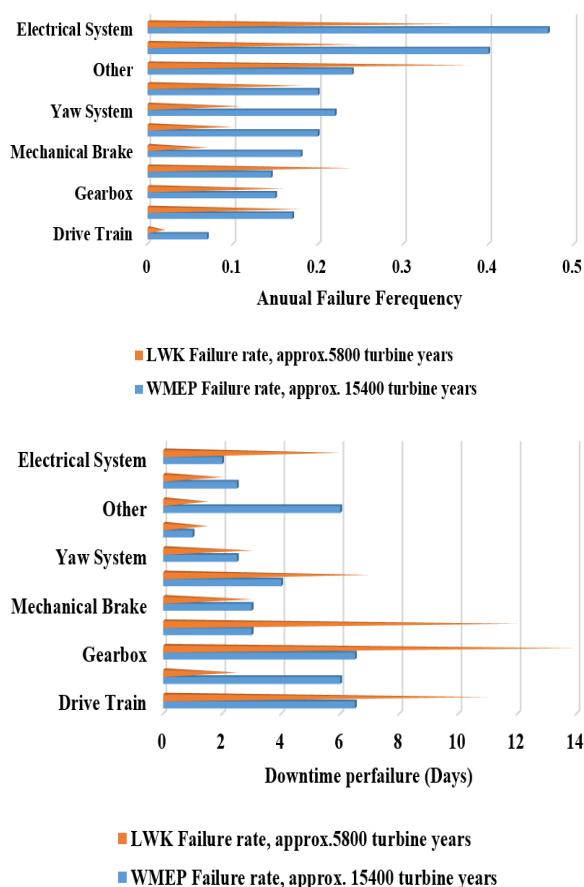 Electrical System
Other
Yaw System
Mechanical Brake
Gearbox
Drive Train
0 0.1 0.2 0.3 0.4 0.5
Anuual Failure Ferequency
LWK Failure rate, approx.5800 turbine years
WMEP Failure rate, approx. 15400 turbine years
Electrical System
Other
Yaw System
Mechanical Brake
Gearbox
Drive Train
0 2 4 6 8 10 12 14
Downtime perfailure (Days)
LWK Failure rate, approx.5800 turbine years
WMEP Failure rate, approx. 15400 turbine years